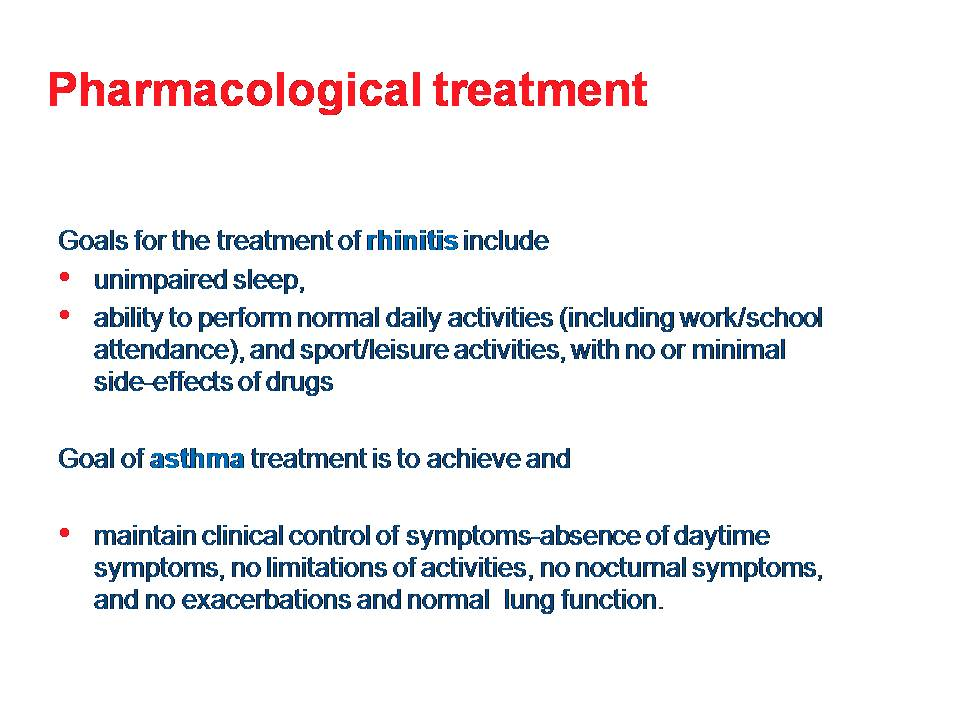 Pharmacological treatment
Goals for the treatment of rhinitis include
• unimpaired sleep,
• ability to perform normal daily activities (including work/school
attendance), and sport/leisure activities, with no or minimal
side-effects of drugs
Goal of asthma treatment is to achieve and
• maintain clinical control of symptoms-absence of daytime
symptoms, no limitations of activities, no nocturnal symptoms,
and no exacerbations and normal  lung function.